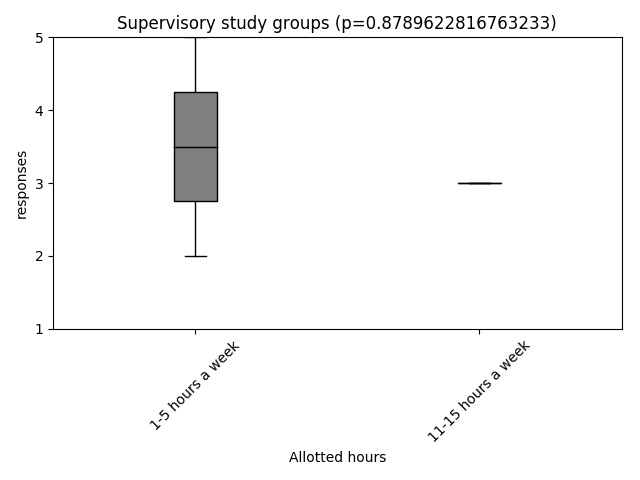 Supervisory study groups (p=0.8789622816763233)
5
4
3
2
1
responses
1-5 hours a week
11-15 hours a week
Allotted hours